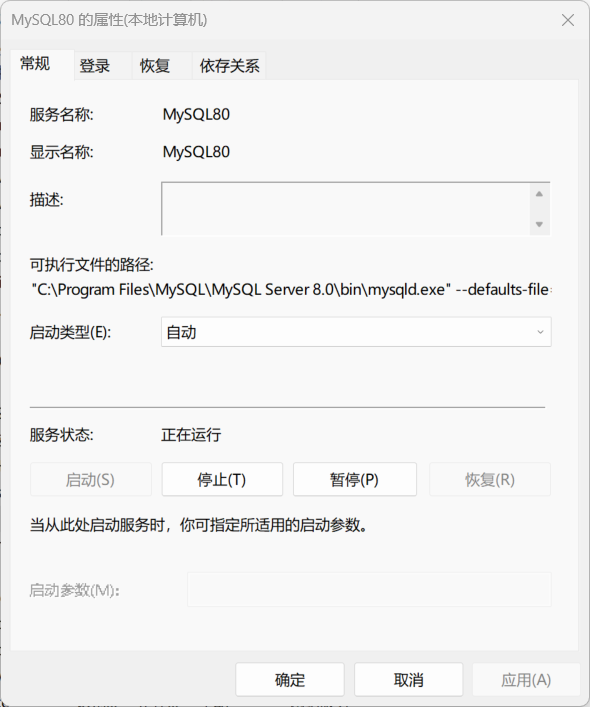 MySQL80 的属性(本地计算机)
常规 登录 恢复 依存关系
服务名称: MySQL80
显示名称: MySQL80
描述:
可执行文件的路径:
"C:\Program Files\MySQL\MySQL Server 8.0\bin\mysqld.exe" --defaults-file=
启动类型(E): 自动
服务状态: 正在运行
启动(S) 停止(T) 暂停(P) 恢复(R)
当从此处启动服务时，你可指定所适用的启动参数。
启动参数(M):
确定 取消 应用(A)